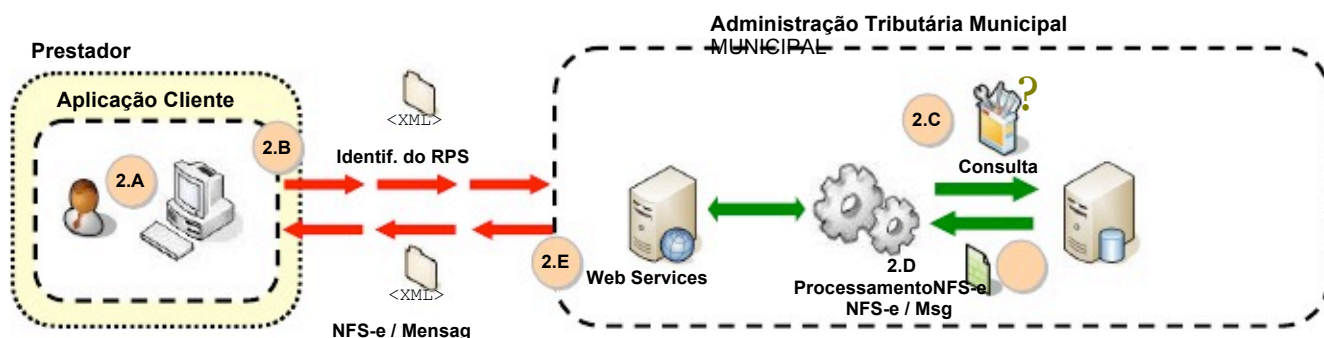 Administração Tributária Municipal
MUNICIPAL
Prestador
Aplicação Cliente
2.A
2.B
<XML>
Identif. do RPS
2.C
?
Consulta
2.E
Web Services
2.D
ProcessamentoNFS-e
NFS-e / Msg
<XML>
NFS-e / Mensag